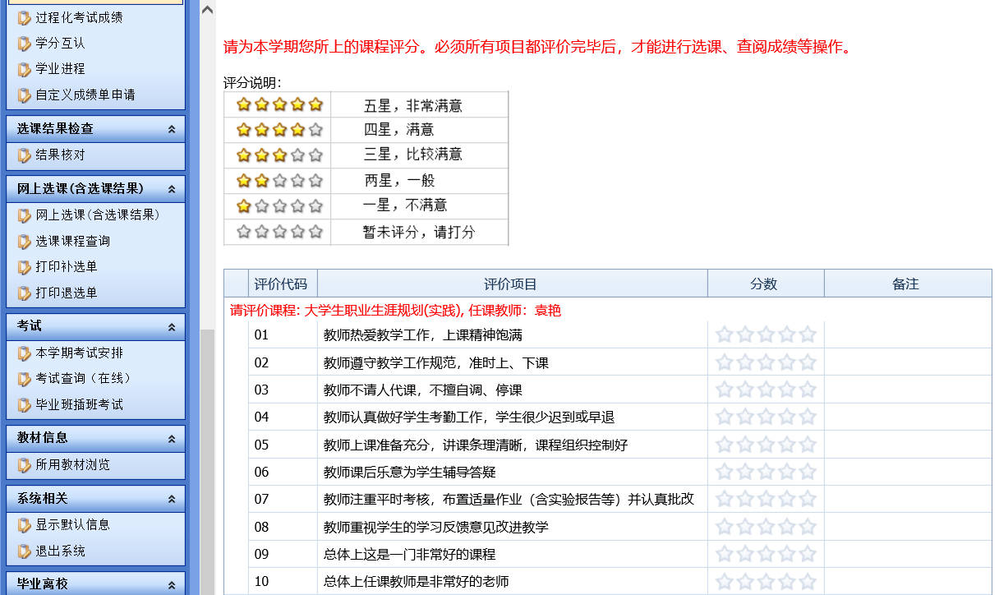 过程化考试成绩
学分互认
学业进程
自定义成绩单申请
选课结果检查
结果核对
网上选课(含选课结果)
网上选课(含选课结果)
选课课程查询
打印补选单
打印退选单
考试
本学期考试安排
考试查询（在线）
毕业班插班考试
教材信息
所用教材浏览
系统相关
显示默认信息
退出系统
毕业离校
请为本学期您所上的课程评分。必须所有项目都评价完毕后，才能进行选课、查阅成绩等操作。
评分说明：
五星，非常满意
四星，满意
三星，比较满意
两星，一般
一星，不满意
暂未评分，请打分
评价代码 评价项目 分数 备注
请评价课程: 大学生职业生涯规划(实践), 任课教师：袁艳
01 教师热爱教学工作，上课精神饱满
02 教师遵守教学工作规范，准时上、下课
03 教师不请人代课，不擅自调、停课
04 教师认真做好学生考勤工作，学生很少迟到或早退
05 教师上课准备充分，讲课条理清晰，课程组织控制好
06 教师课后乐意为学生辅导答疑
07 教师注重平时考核，布置适量作业（含实验报告等）并认真批改
08 教师重视学生的学习反馈意见改进教学
09 总体上这是一门非常好的课程
10 总体上任课教师是非常好的老师